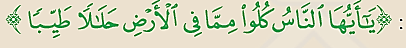 : ﴿يَٰٓأَيُّهَا ٱلنَّاسُ كُلُواْ مِمَّا فِي ٱلۡأَرۡضِ حَلَٰلٗا طَيِّبٗا﴾